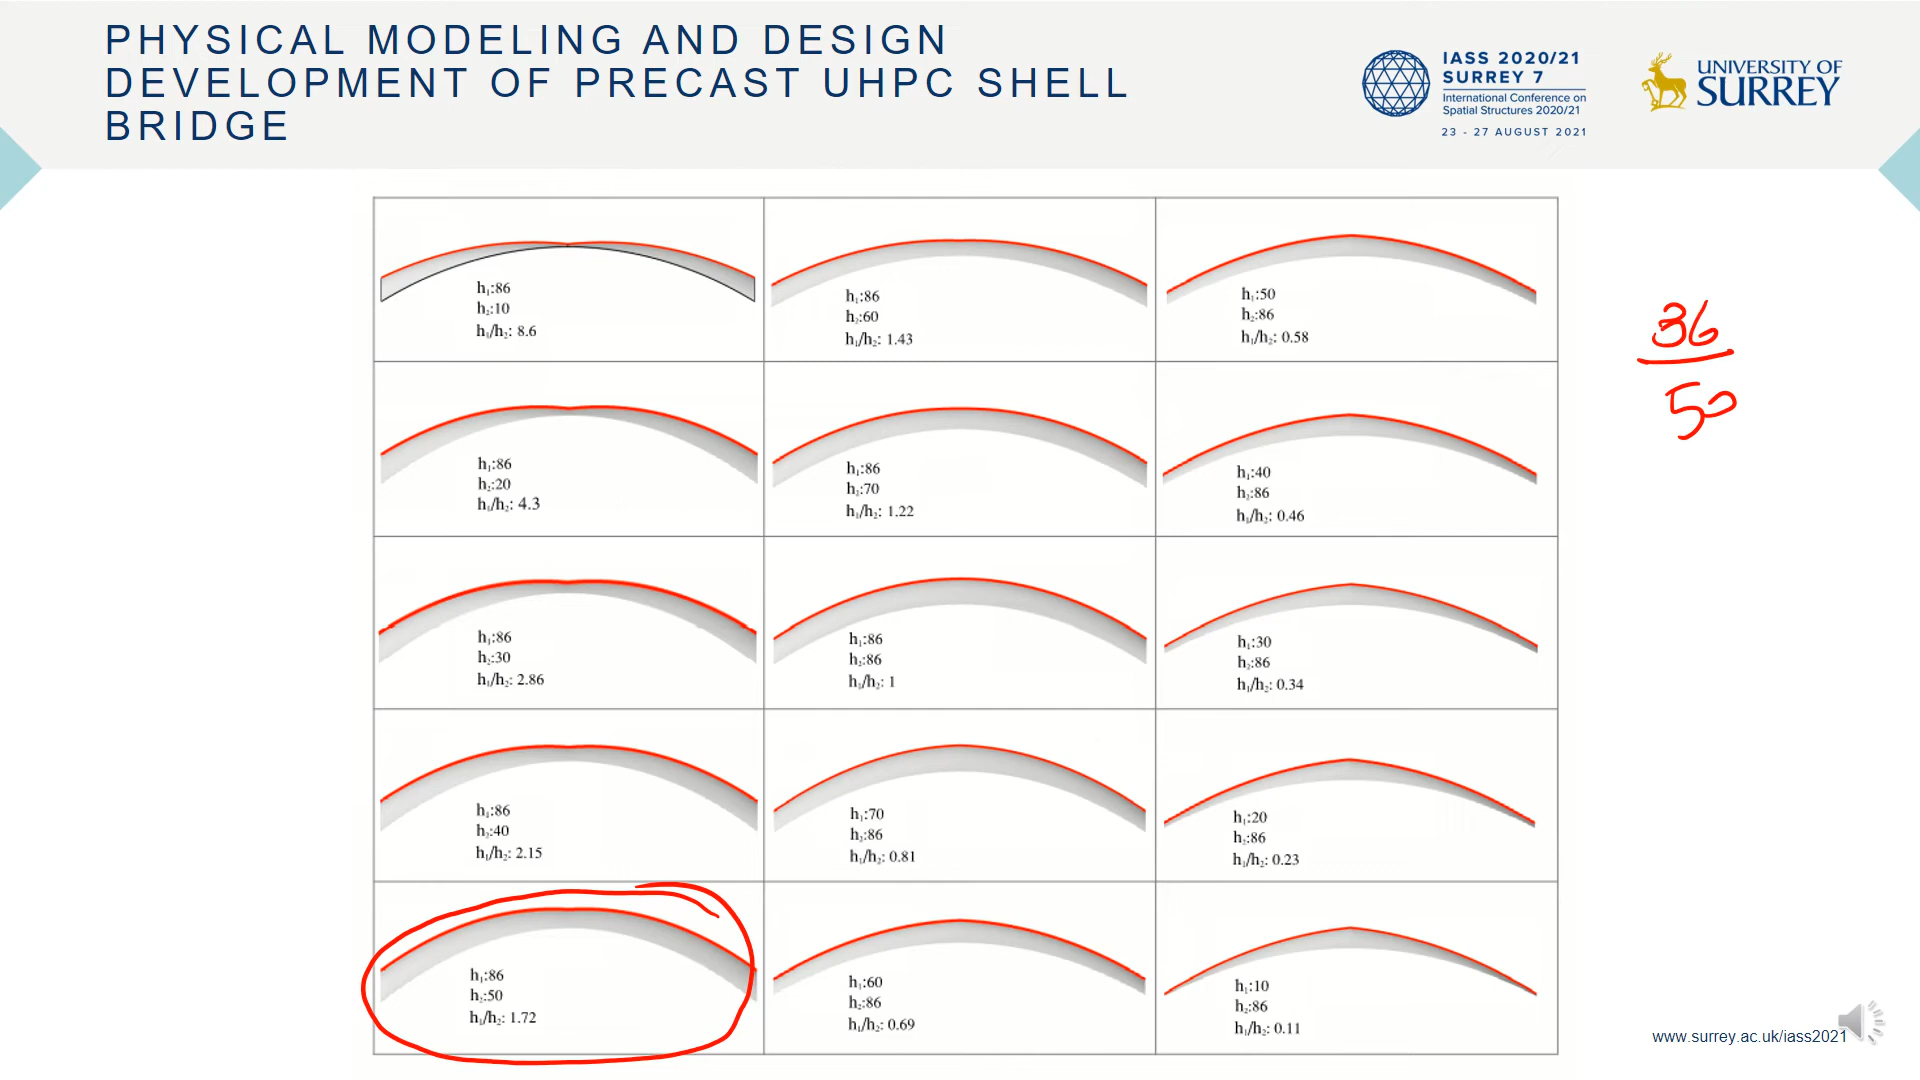 PHYSICAL MODELING AND DESIGN
DEVELOPMENT OF PRECAST UHPC SHELL
BRIDGE
IASS 2020/21
SURREY 7
International Conference on
Spatial Structures 2020/21
23 - 27 AUGUST 2021
UNIVERSITY OF
SURREY
h₁:86
h₂:10
h₁/h₂: 8.6
h₁:86
h₂:60
h₁/h₂: 1.43
h₁:50
h₂:86
h₁/h₂: 0.58
36
50
h₁:86
h₂:20
h₁/h₂: 4.3
h₁:86
h₂:70
h₁/h₂: 1.22
h₁:40
h₂:86
h₁/h₂: 0.46
h₁:86
h₂:30
h₁/h₂: 2.86
h₁:86
h₂:86
h₁/h₂: 1
h₁:30
h₂:86
h₁/h₂: 0.34
h₁:86
h₂:40
h₁/h₂: 2.15
h₁:70
h₂:86
h₁/h₂: 0.81
h₁:20
h₂:86
h₁/h₂: 0.23
h₁:86
h₂:50
h₁/h₂: 1.72
h₁:60
h₂:86
h₁/h₂: 0.69
h₁:10
h₂:86
h₁/h₂: 0.11
www.surrey.ac.uk/iass2021